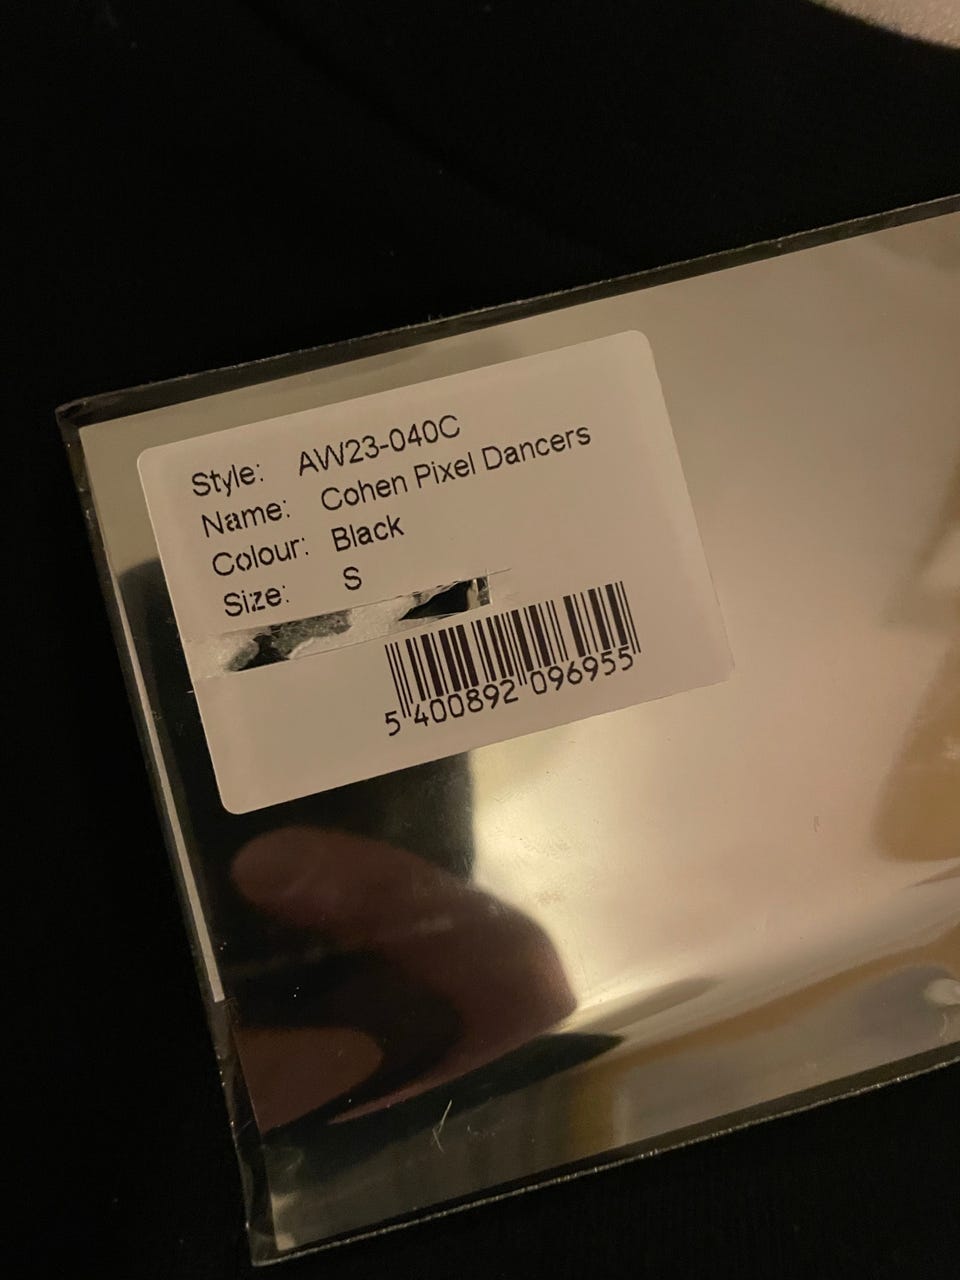 Style: AW23-040C
Name: Cohen Pixel Dancers
Colour: Black
Size: S
5 400892 096955